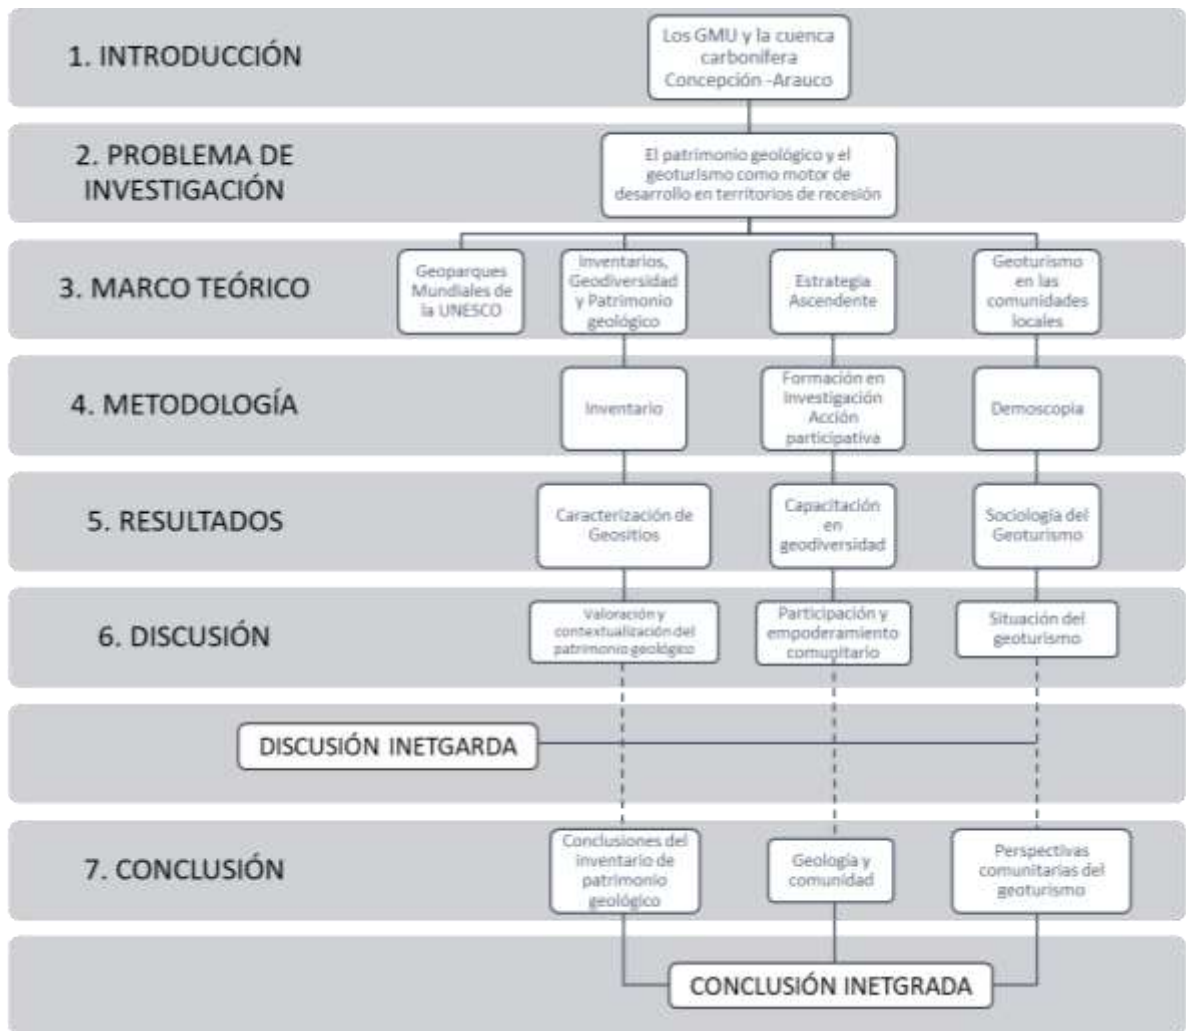 1. INTRODUCCIÓN
Los GMU y la cuenca
carbonífera
Concepción -Arauco
2. PROBLEMA DE
INVESTIGACIÓN
El patrimonio geológico y el
geoturismo como motor de
desarrollo en territorios de recesión
3. MARCO TEÓRICO
Geoparques
Mundiales de
la UNESCO
Inventarios,
Geodiversidad
y Patrimonio
geológico
Estrategia
Ascendente
Geoturismo
en las
comunidades
locales
4. METODOLOGÍA
Inventario
Formación en
Investigación
Acción
participativa
Demoscopia
5. RESULTADOS
Caracterización de
Geositios
Capacitación
en
geodiversidad
Sociología del
Geoturismo
6. DISCUSIÓN
Valoración y
contextualización del
patrimonio geológico
Participación y
empoderamiento
comunitario
Situación del
geoturismo
DISCUSIÓN INETGARDA
7. CONCLUSIÓN
Conclusiones del
inventario de
patrimonio
geológico
Geología y
comunidad
Perspectivas
comunitarias del
geoturismo
CONCLUSIÓN INETGRADA